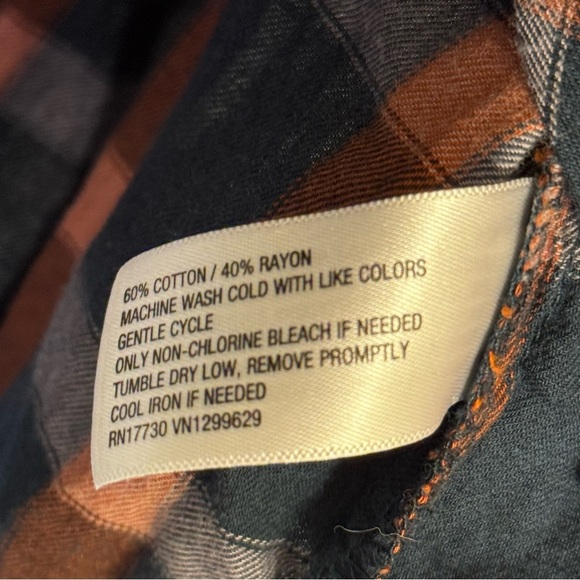 60% COTTON / 40% RAYON
MACHINE WASH COLD WITH LIKE COLORS
GENTLE CYCLE
ONLY NON-CHLORINE BLEACH IF NEEDED
TUMBLE DRY LOW, REMOVE PROMPTLY
COOL IRON IF NEEDED
RN17730 VN1299629